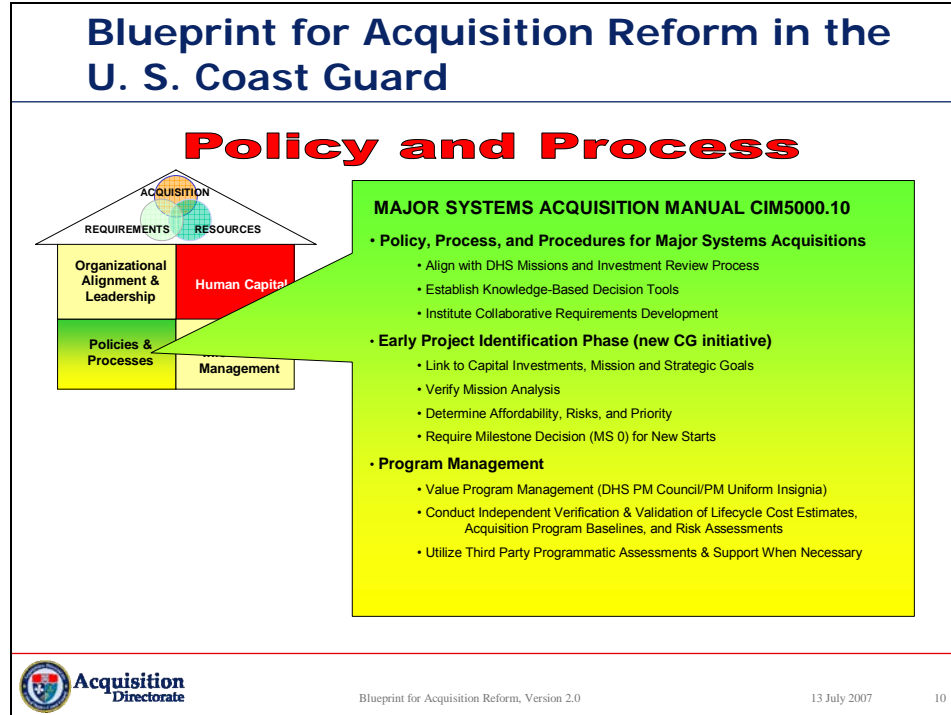 Blueprint for Acquisition Reform in the
U. S. Coast Guard
Policy and Process
ACQUISITION
REQUIREMENTS
RESOURCES
Organizational
Alignment &
Leadership
Human Capital
Policies &
Processes
Management
MAJOR SYSTEMS ACQUISITION MANUAL CIM5000.10
• Policy, Process, and Procedures for Major Systems Acquisitions
• Align with DHS Missions and Investment Review Process
• Establish Knowledge-Based Decision Tools
• Institute Collaborative Requirements Development
• Early Project Identification Phase (new CG initiative)
• Link to Capital Investments, Mission and Strategic Goals
• Verify Mission Analysis
• Determine Affordability, Risks, and Priority
• Require Milestone Decision (MS 0) for New Starts
• Program Management
• Value Program Management (DHS PM Council/PM Uniform Insignia)
• Conduct Independent Verification & Validation of Lifecycle Cost Estimates,
Acquisition Program Baselines, and Risk Assessments
• Utilize Third Party Programmatic Assessments & Support When Necessary
Acquisition
Directorate
Blueprint for Acquisition Reform, Version 2.0
13 July 2007
10